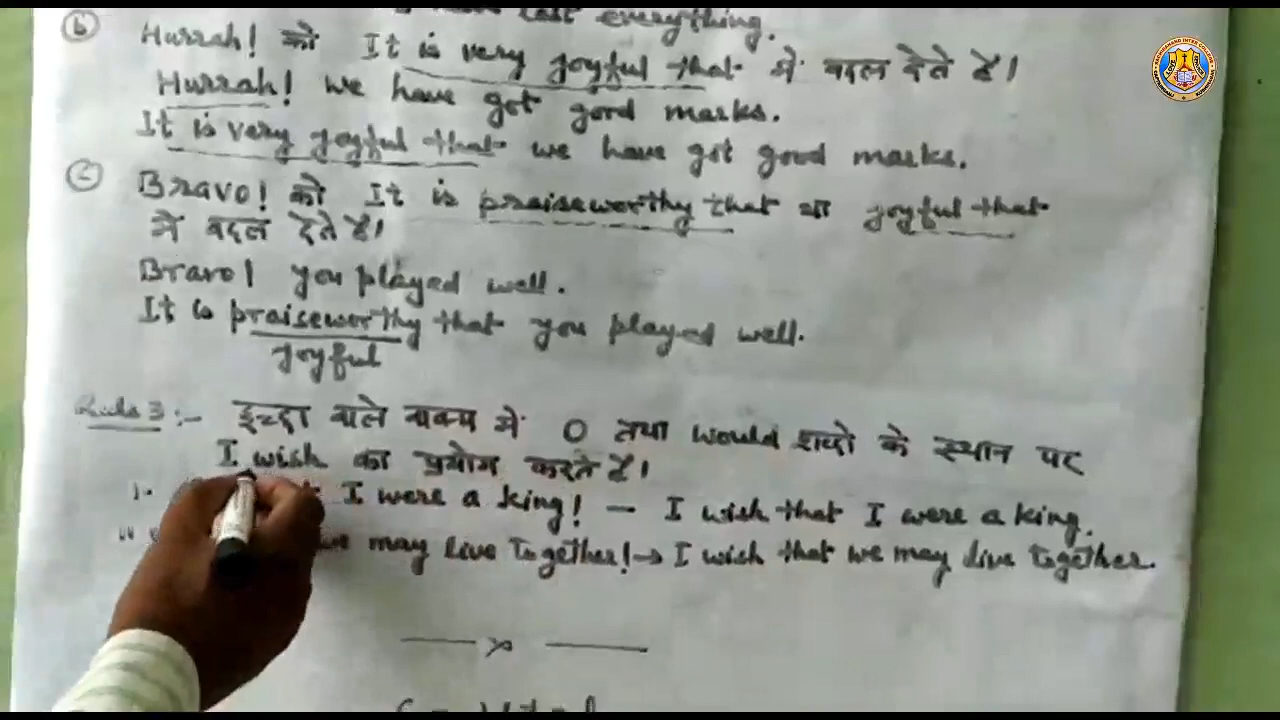 everything.
(b) Hurrah! को It is very joyful that में बदल देते हैं।
Hurrah! we have got good marks.
It is very joyful that we have got good marks.
(c) Bravo! को It is praiseworthy that या joyful that
में बदल देते हैं।
Bravo! you played well.
It is praiseworthy that you played well.
joyful
Rule 3 :- इच्छा वाले वाक्य में O तथा would शब्दो के स्थान पर
I wish का प्रयोग करते हैं।
1. I were a king! — I wish that I were a king.
we may live together! → I wish that we may live together.